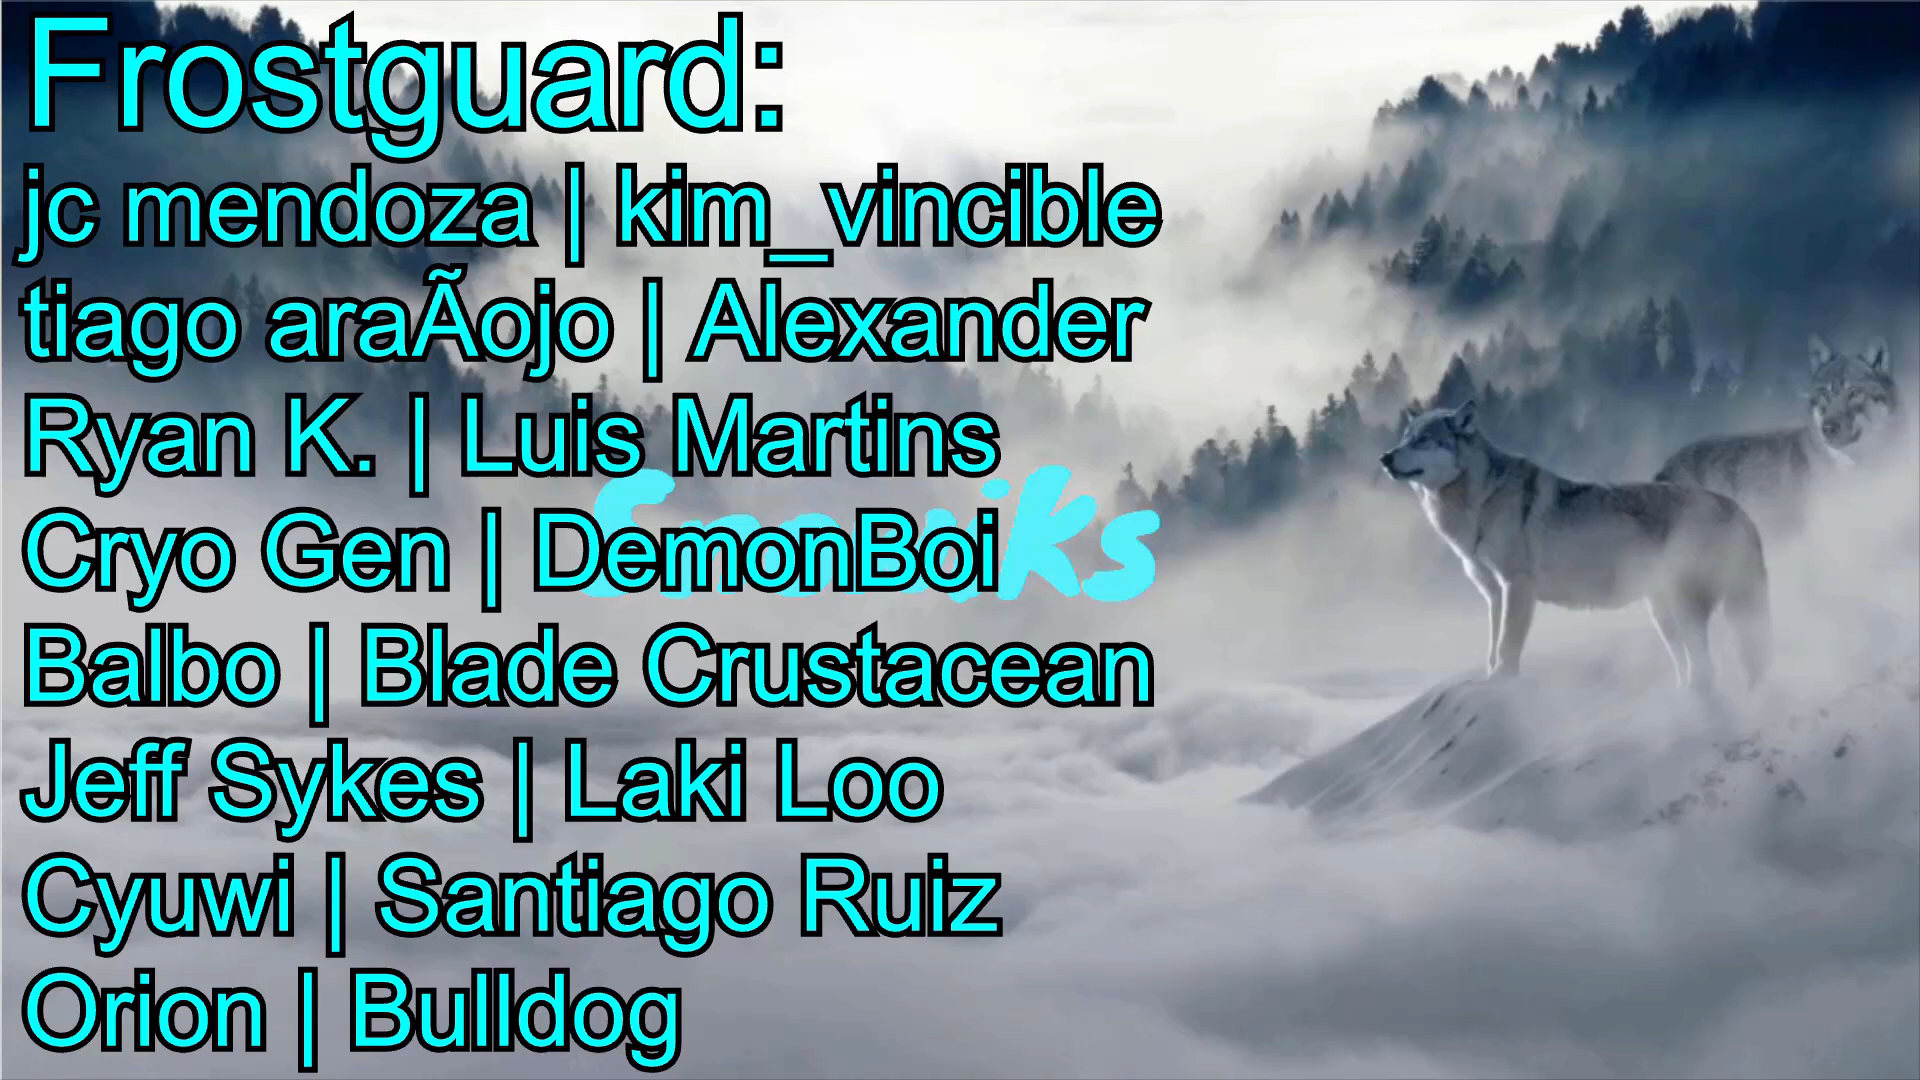 Frostguard:
jc mendoza | kim_vincible
tiago araÃojo | Alexander
Ryan K. | Luis Martins
Cryo Gen | DemonBoi
Balbo | Blade Crustacean
Jeff Sykes | Laki Loo
Cyuwi | Santiago Ruiz
Orion | Bulldog